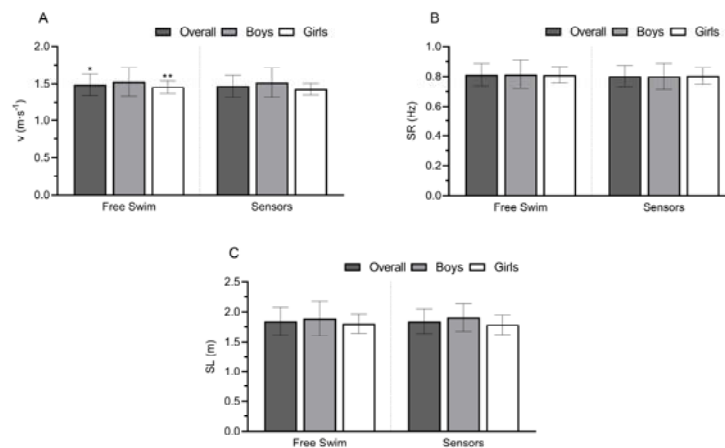 A
Overall Boys Girls
2.0
1.5
1.0
0.5
0.0
v (m·s⁻¹)
*
**
Free Swim Sensors
B
Overall Boys Girls
1.0
0.8
0.6
0.4
0.2
0.0
SR (Hz)
Free Swim Sensors
C
Overall Boys Girls
2.5
2.0
1.5
1.0
0.5
0.0
SL (m)
Free Swim Sensors